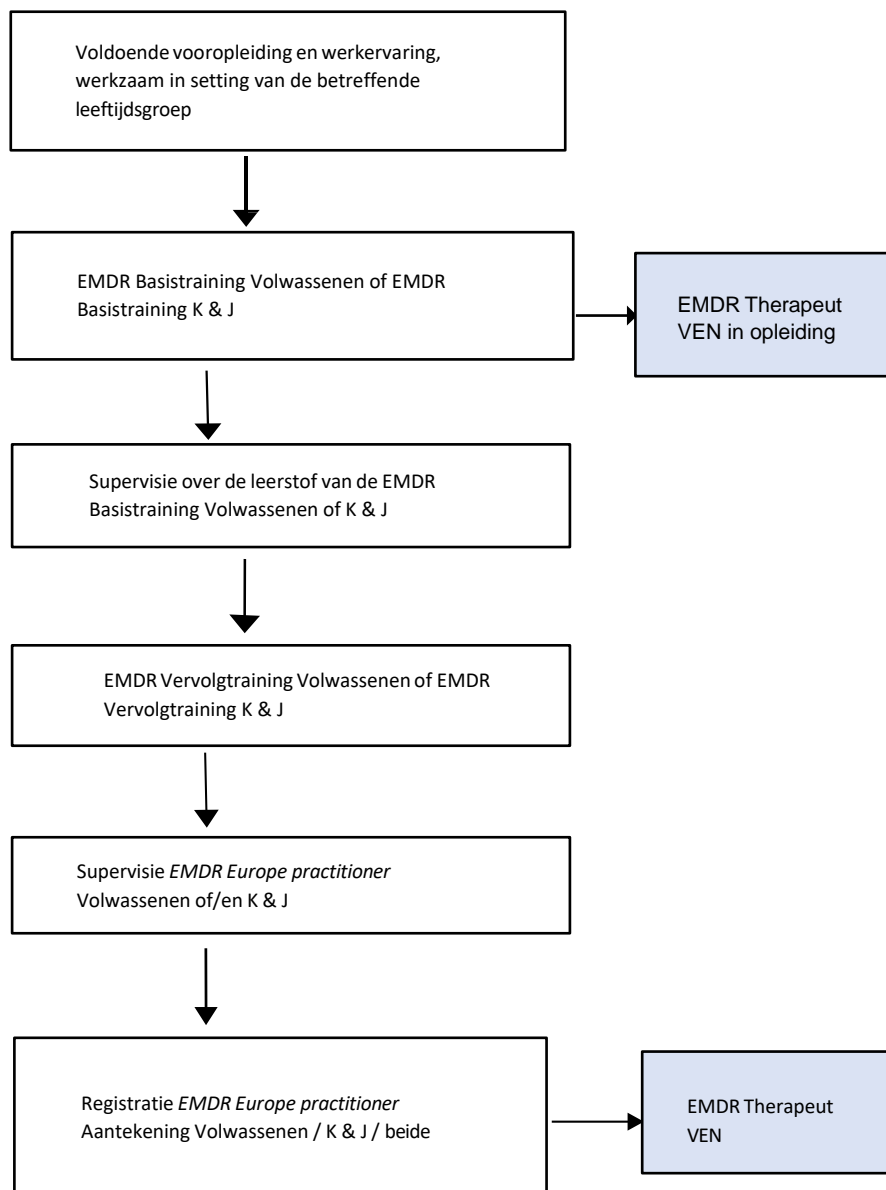 Voldoende vooropleiding en werkervaring,
werkzaam in setting van de betreffende
leeftijdsgroep
EMDR Basistraining Volwassenen of EMDR
Basistraining K & J
EMDR Therapeut
VEN in opleiding
Supervisie over de leerstof van de EMDR
Basistraining Volwassenen of K & J
EMDR Vervolgtraining Volwassenen of EMDR
Vervolgtraining K & J
Supervisie EMDR Europe practitioner
Volwassenen of/en K & J
Registratie EMDR Europe practitioner
Aantekening Volwassenen / K & J / beide
EMDR Therapeut
VEN